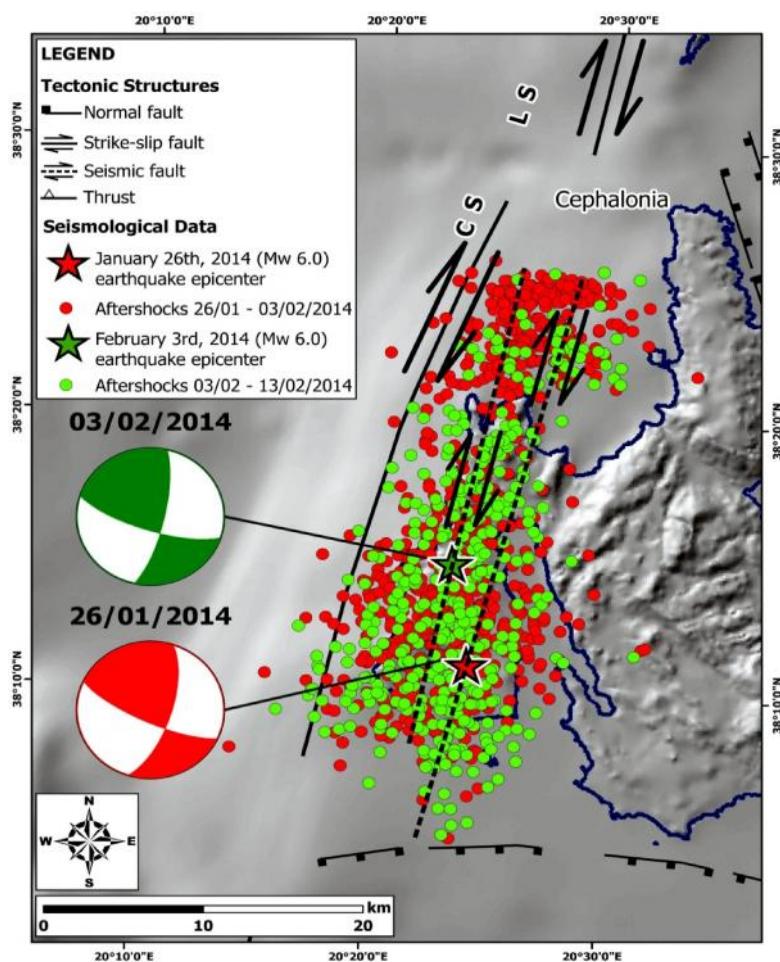 20°10'0"E
20°20'0"E
20°30'0"E
LEGEND
Tectonic Structures
Normal fault
Strike-slip fault
Seismic fault
Thrust
Seismological Data
January 26th, 2014 (Mw 6.0)
earthquake epicenter
Aftershocks 26/01 - 03/02/2014
February 3rd, 2014 (Mw 6.0)
earthquake epicenter
Aftershocks 03/02 - 13/02/2014
L S
C S
Cephalonia
38°30'0"N
38°30'0"N
38°20'0"N
38°20'0"N
38°10'0"N
38°10'0"N
03/02/2014
26/01/2014
N
W
E
S
km
0
10
20
20°10'0"E
20°20'0"E
20°30'0"E